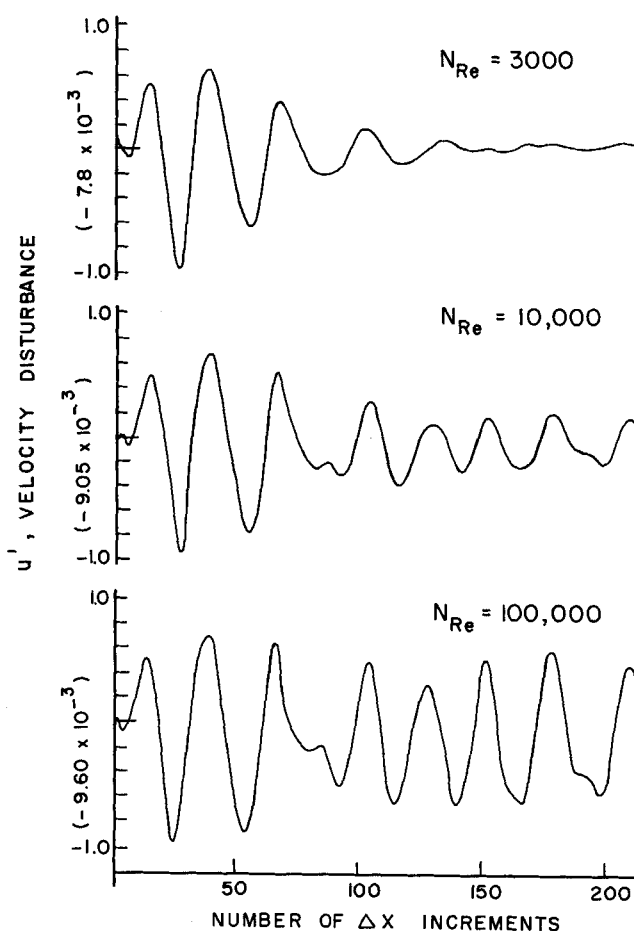 1.0
N_Re = 3000
(-7.8 x 10^-3)
-1.0
1.0
N_Re = 10,000
(-9.05 x 10^-3)
-1.0
1.0
N_Re = 100,000
(-9.60 x 10^-3)
-1.0
u', VELOCITY DISTURBANCE
50 100 150 200
NUMBER OF ΔX INCREMENTS